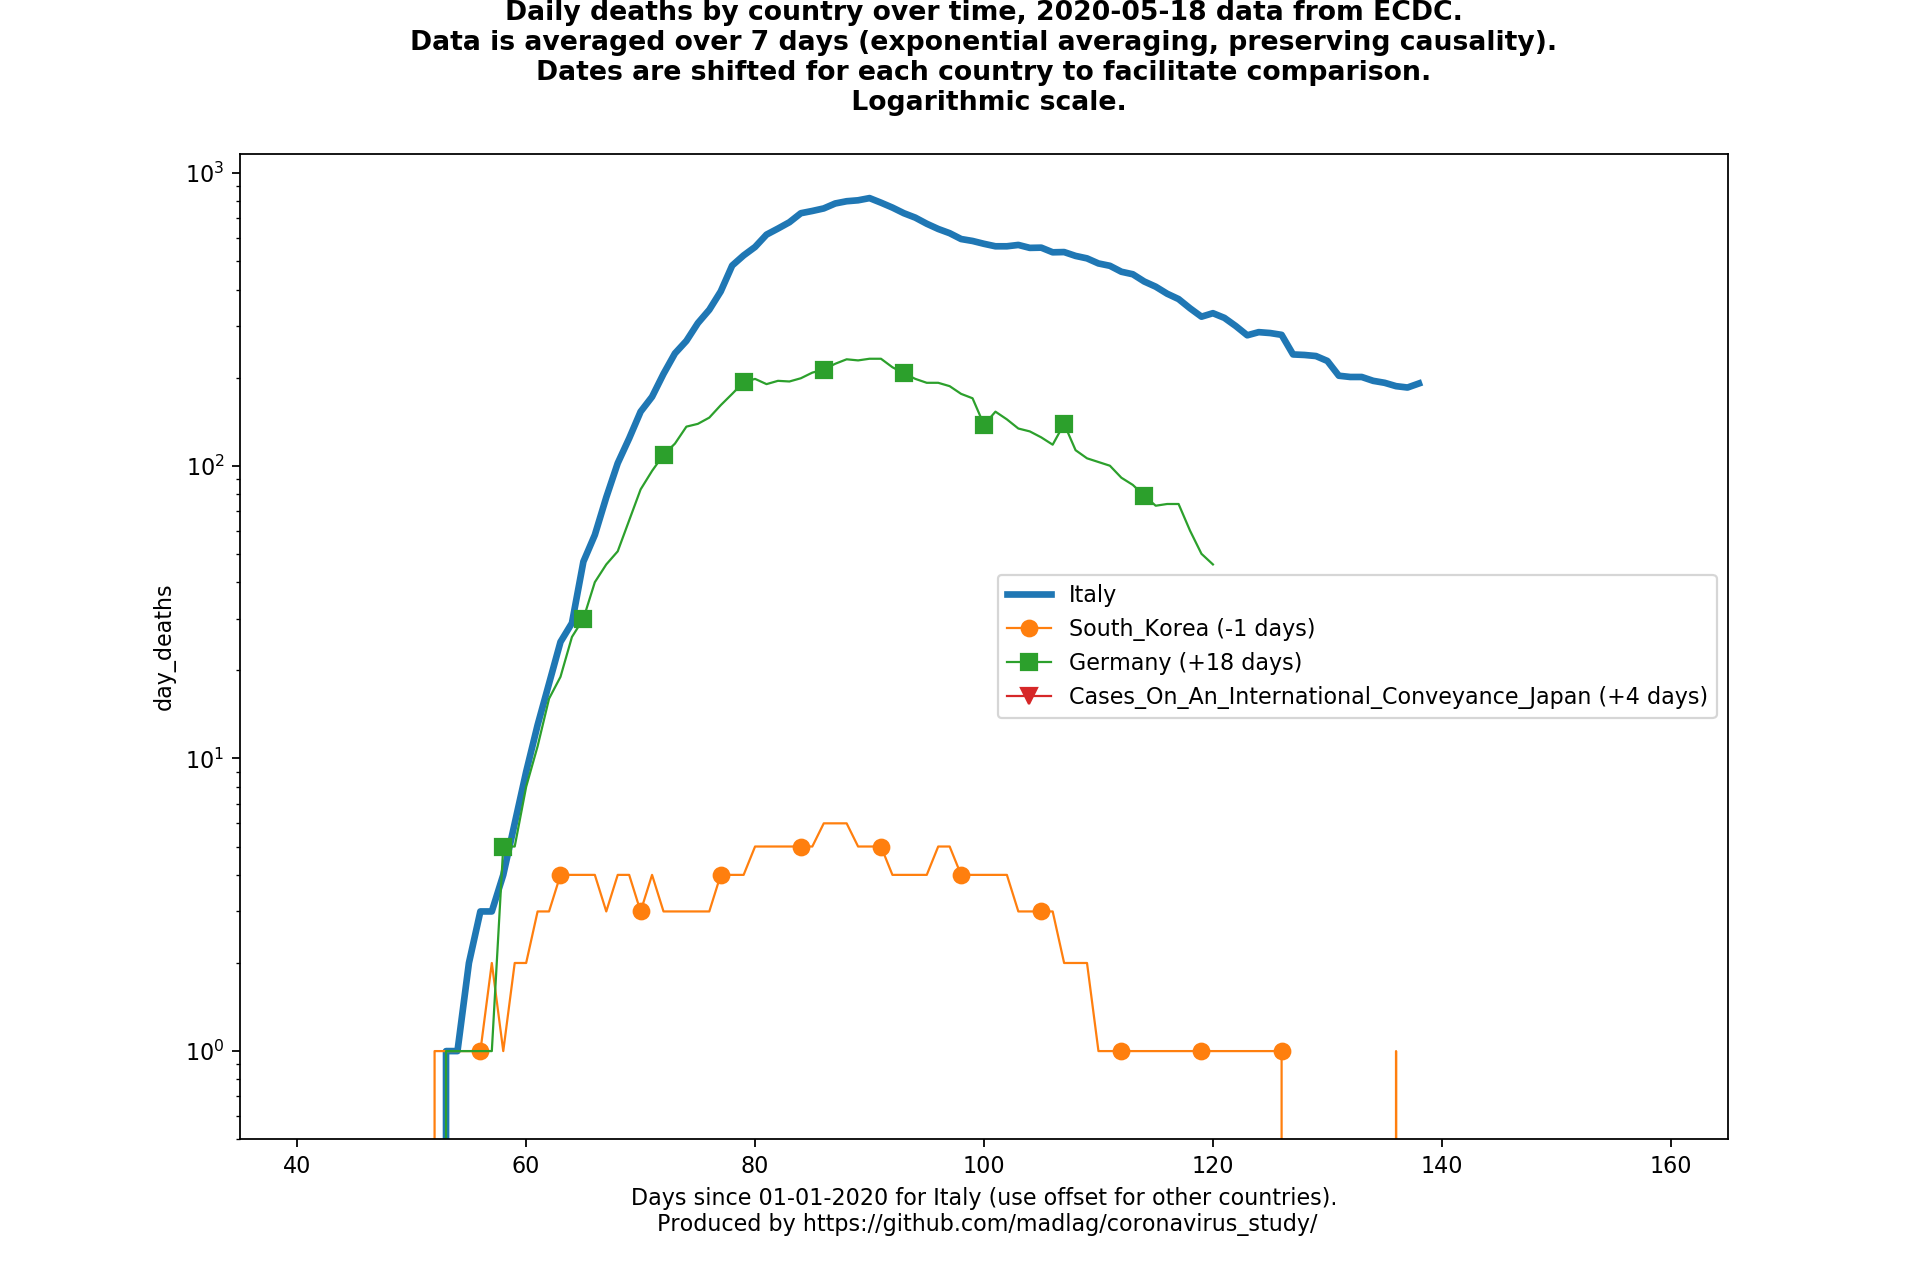 Daily deaths by country over time, 2020-05-18 data from ECDC.
Data is averaged over 7 days (exponential averaging, preserving causality).
Dates are shifted for each country to facilitate comparison.
Logarithmic scale.
10³
10²
10¹
10⁰
day_deaths
Italy
South_Korea (-1 days)
Germany (+18 days)
Cases_On_An_International_Conveyance_Japan (+4 days)
40 60 80 100 120 140 160
Days since 01-01-2020 for Italy (use offset for other countries).
Produced by https://github.com/madlag/coronavirus_study/